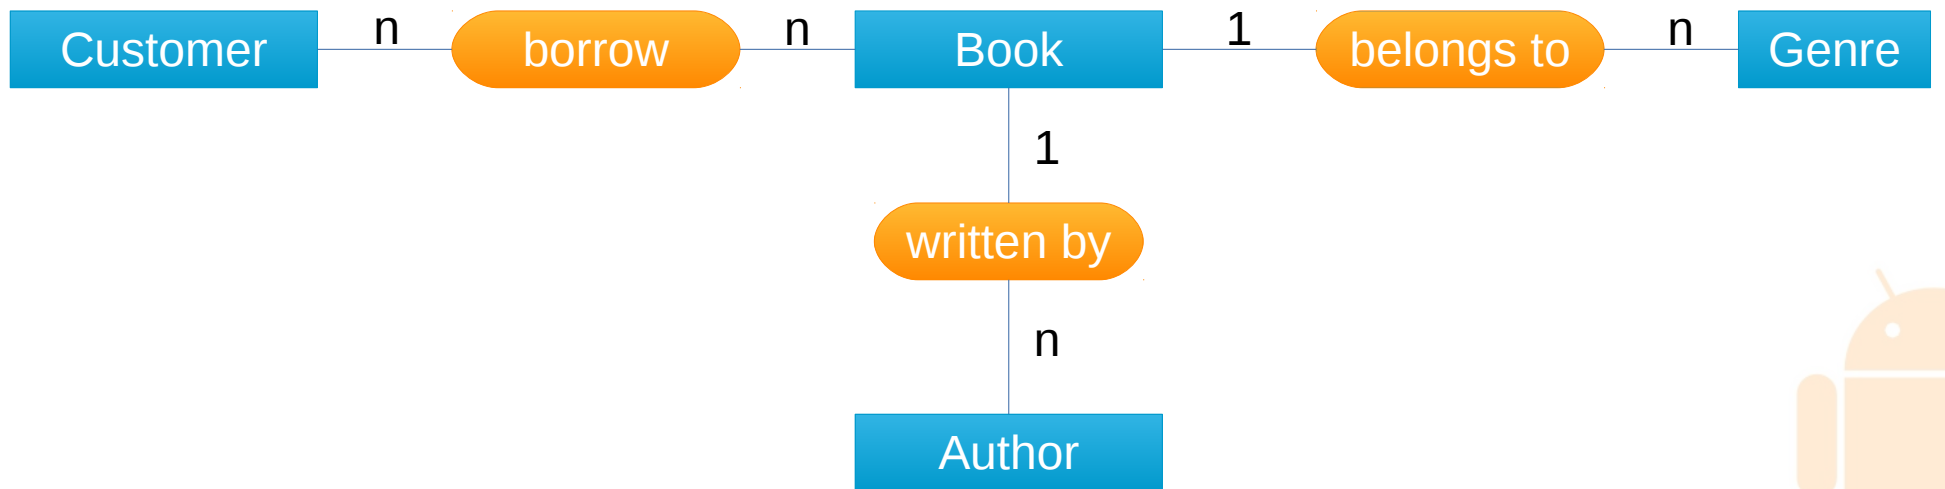 Customer n borrow n Book 1 belongs to n Genre
1
written by
n
Author